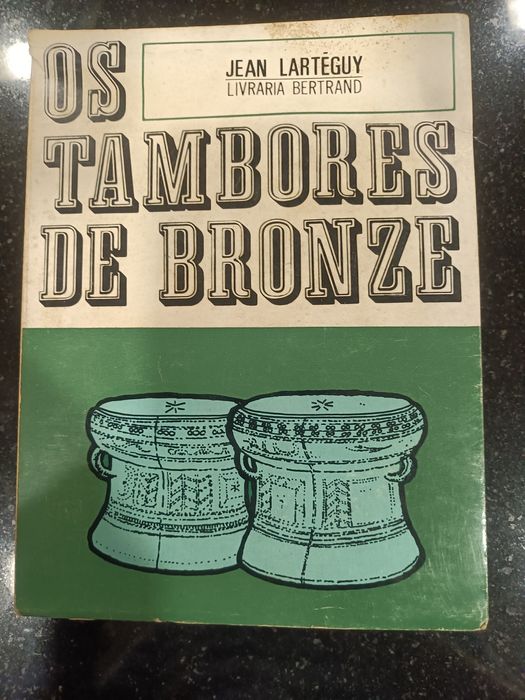 OS
JEAN LARTÉGUY
LIVRARIA BERTRAND
TAMBORES
DE BRONZE